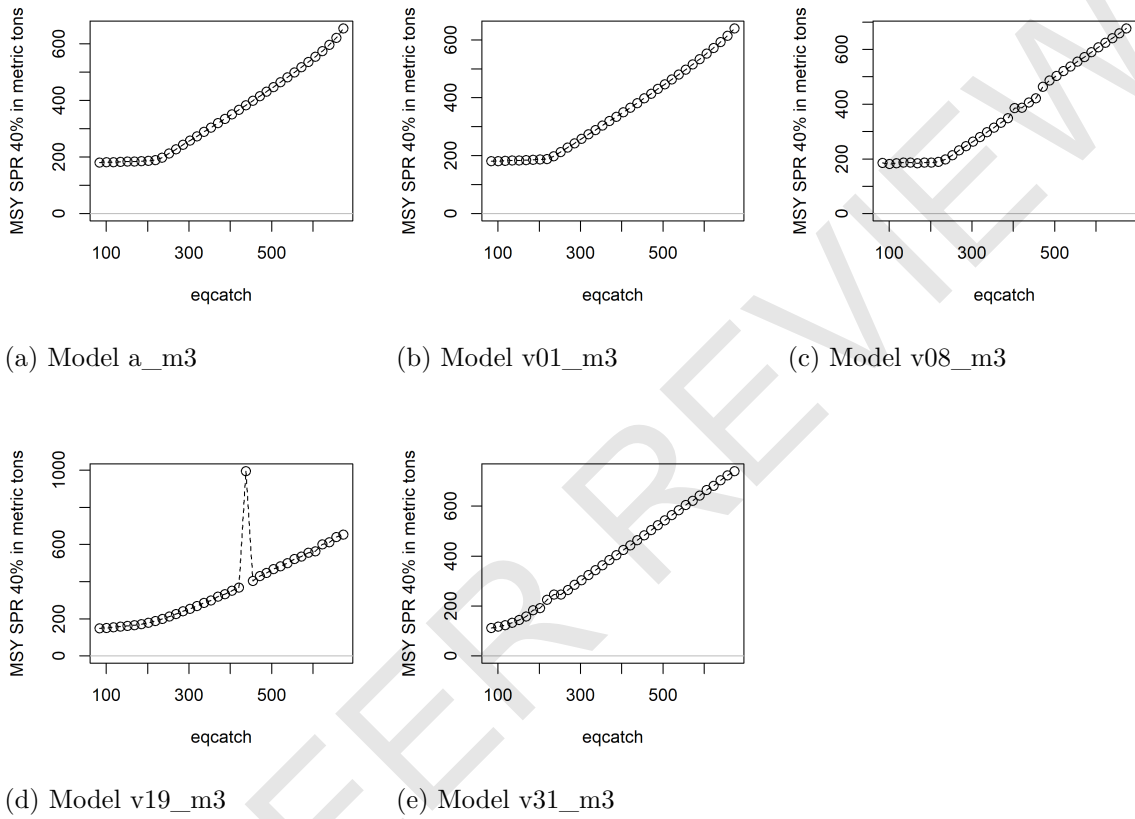 MSY SPR 40% in metric tons
0 200 400 600
100 300 500
eqcatch
(a) Model a_m3
MSY SPR 40% in metric tons
0 200 400 600
100 300 500
eqcatch
(b) Model v01_m3
MSY SPR 40% in metric tons
0 200 400 600
100 500
eqcatch
(c) Model v08_m3
MSY SPR 40% in metric tons
0 200 600 1000
100 300 500
eqcatch
(d) Model v19_m3
MSY SPR 40% in metric tons
0 200 600
100 300 500
eqcatch
(e) Model v31_m3
EER REVIEW